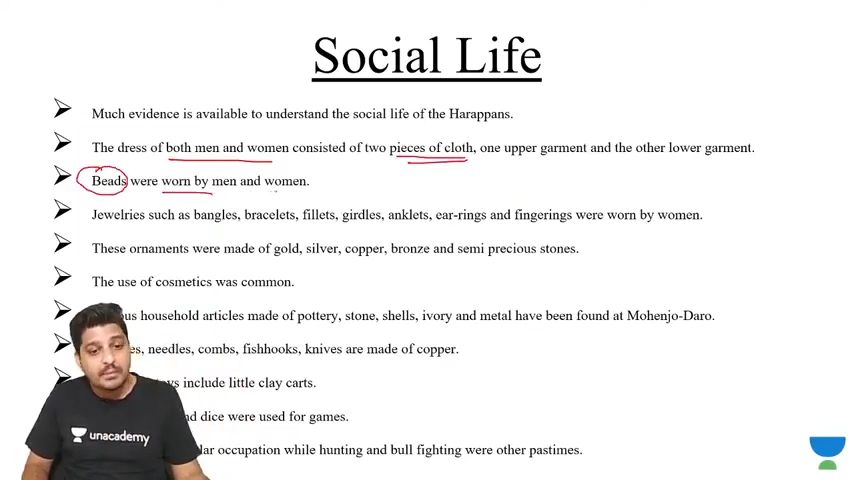 Social Life
Much evidence is available to understand the social life of the Harappans.
The dress of both men and women consisted of two pieces of cloth, one upper garment and the other lower garment.
Beads were worn by men and women.
Jewelries such as bangles, bracelets, fillets, girdles, anklets, ear-rings and fingerings were worn by women.
These ornaments were made of gold, silver, copper, bronze and semi precious stones.
The use of cosmetics was common.
household articles made of pottery, stone, shells, ivory and metal have been found at Mohenjo-Daro.
needles, combs, fishhooks, knives are made of copper.
include little clay carts.
dice were used for games.
occupation while hunting and bull fighting were other pastimes.
unacademy